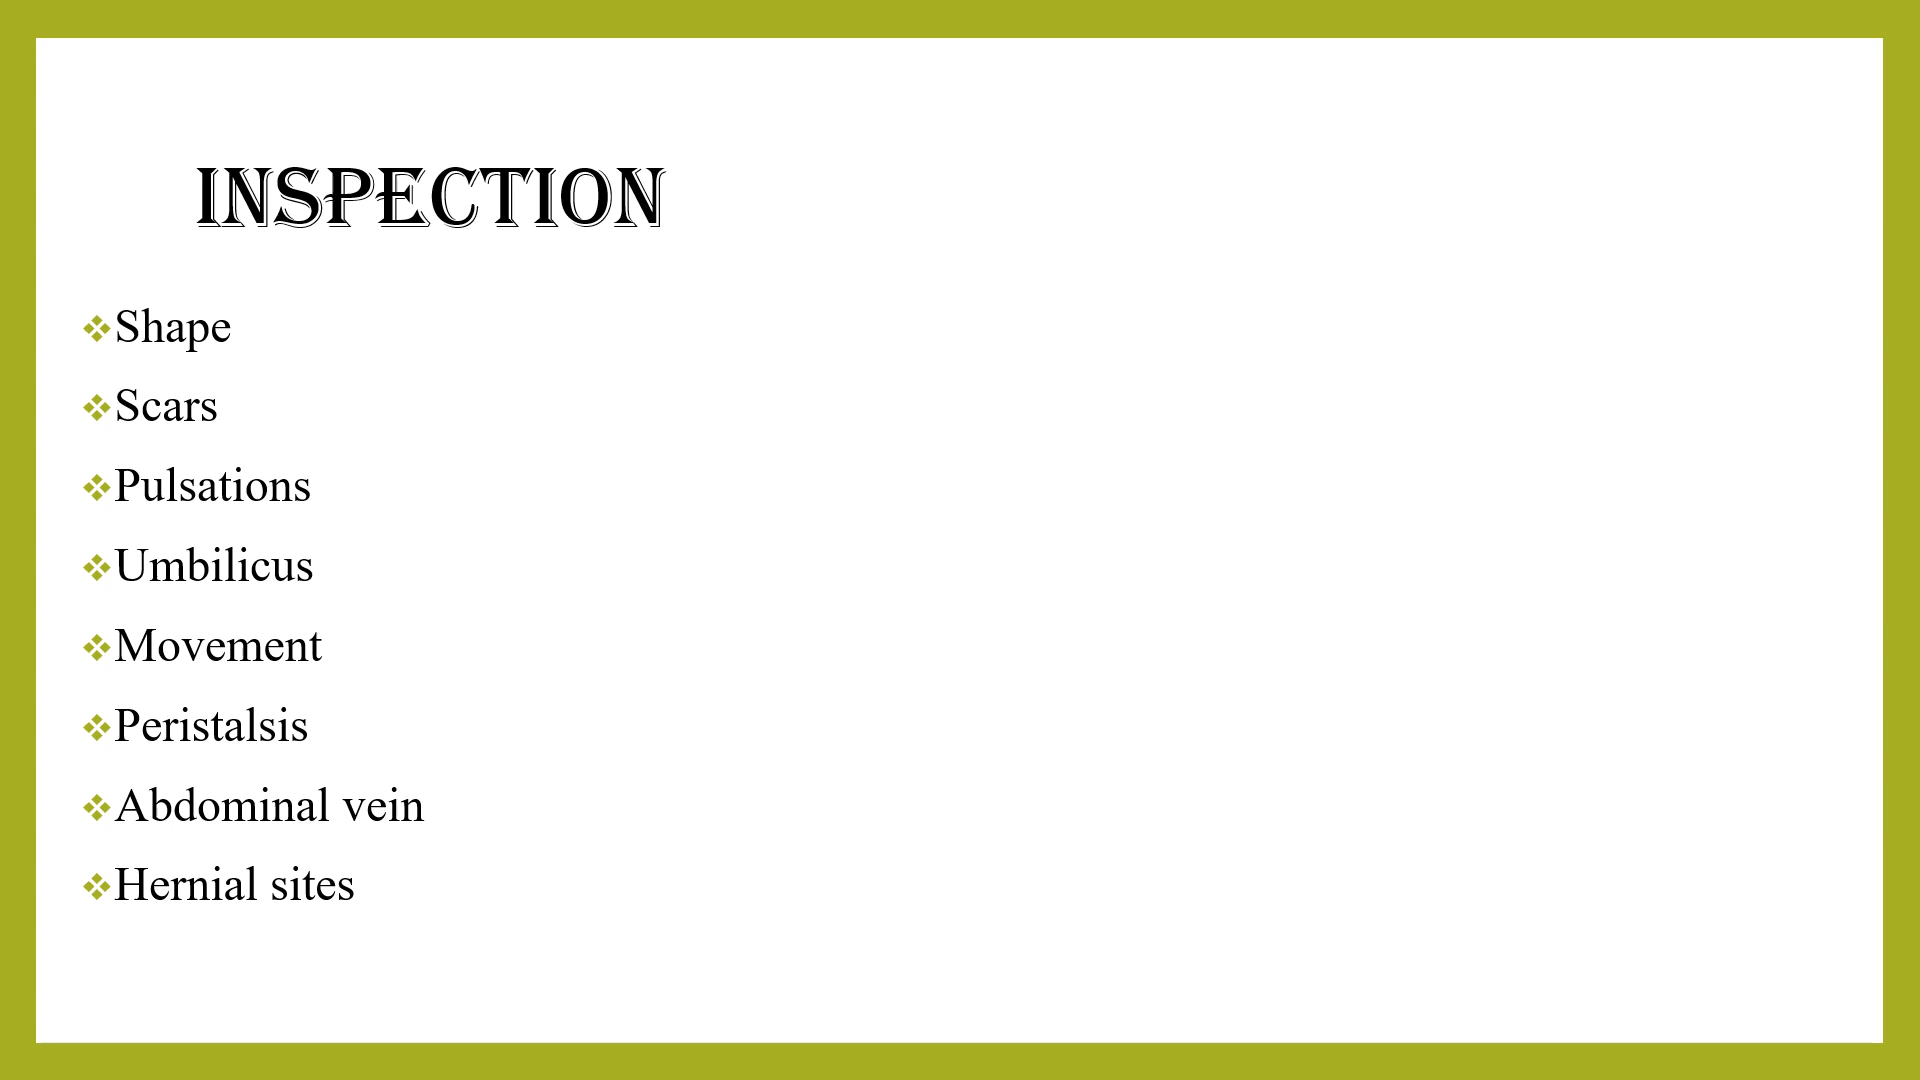 INSPECTION
❖Shape
❖Scars
❖Pulsations
❖Umbilicus
❖Movement
❖Peristalsis
❖Abdominal vein
❖Hernial sites